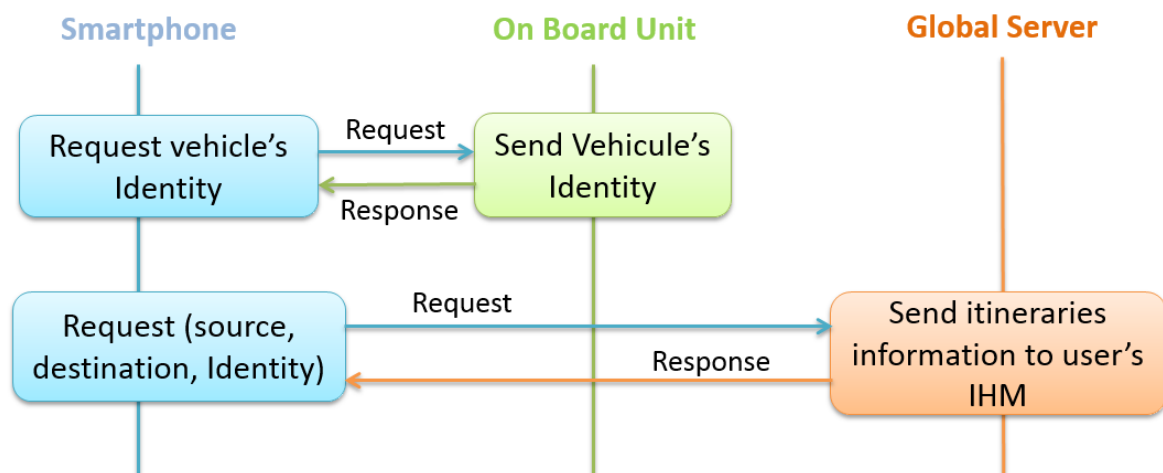 Smartphone
On Board Unit
Global Server
Request vehicle's
Identity
Request
Response
Send Vehicule's
Identity
Request (source,
destination, Identity)
Request
Response
Send itineraries
information to user's
IHM